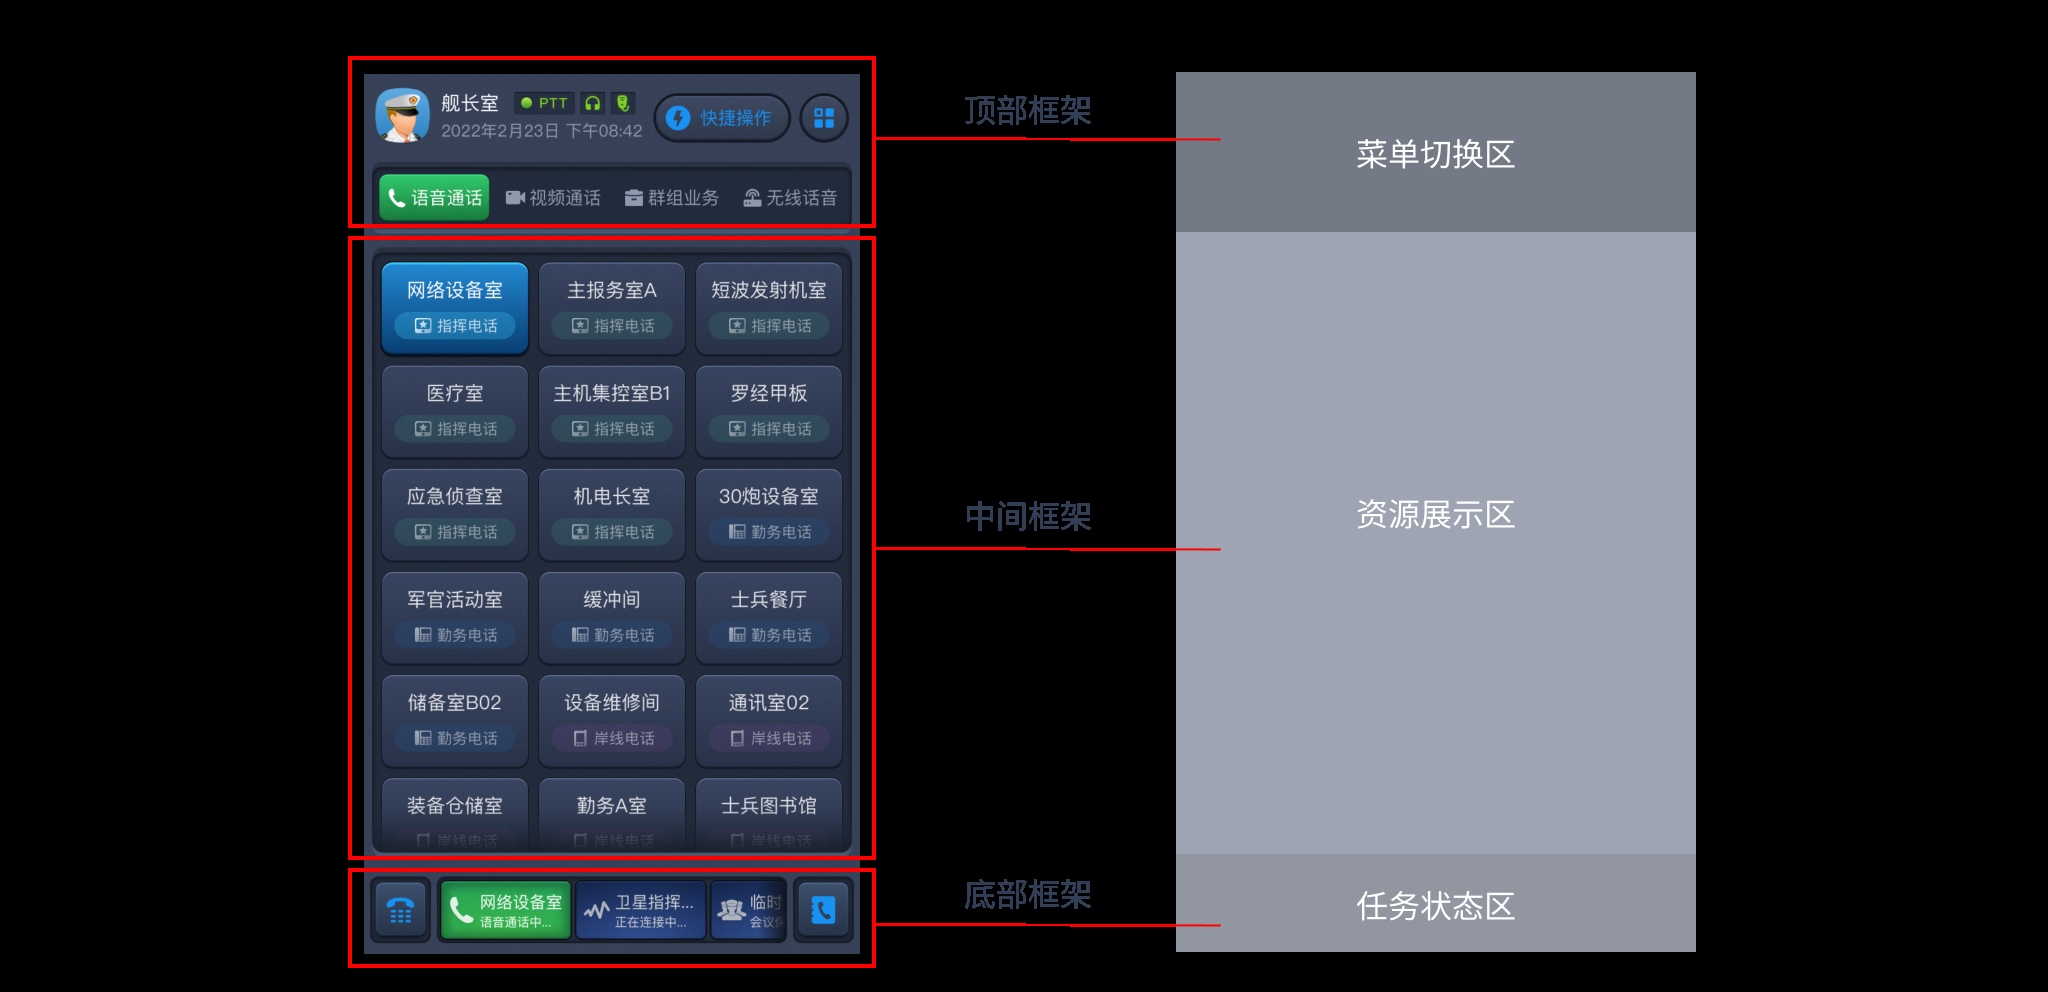 舰长室 PTT
2022年2月23日 下午08:42
快捷操作
语音通话 视频通话 群组业务 无线话音
网络设备室 主报务室A 短波发射机室
指挥电话 指挥电话 指挥电话
医疗室 主机集控室B1 罗经甲板
指挥电话 指挥电话 指挥电话
应急侦查室 机电长室 30炮设备室
指挥电话 指挥电话 勤务电话
军官活动室 缓冲间 士兵餐厅
勤务电话 勤务电话 勤务电话
储备室B02 设备维修间 通讯室02
勤务电话 岸线电话 岸线电话
装备仓储室 勤务A室 士兵图书馆
岸线电话 岸线电话 岸线电话
网络设备室 卫星指挥... 临时
语音通话中... 正在连接中... 会议
顶部框架
中间框架
底部框架
菜单切换区
资源展示区
任务状态区